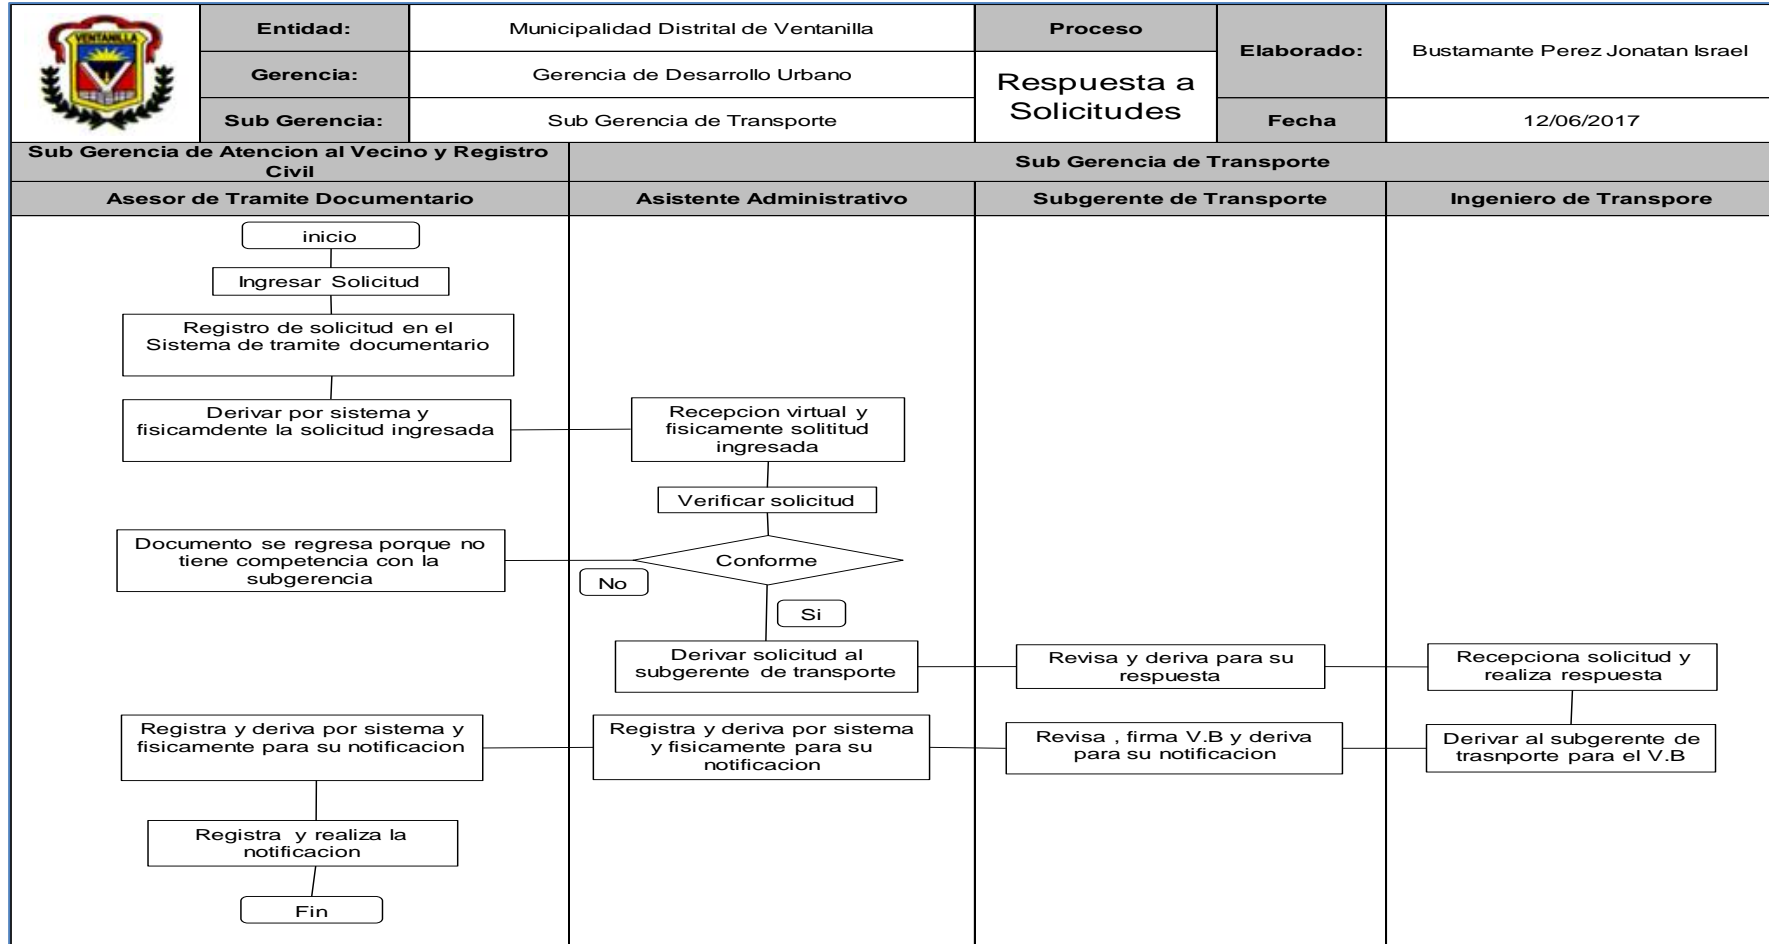 VENTANILLA
Entidad:
Municipalidad Distrital de Ventanilla
Proceso
Elaborado:
Bustamante Perez Jonatan Israel
Gerencia:
Gerencia de Desarrollo Urbano
Respuesta a
Solicitudes
Sub Gerencia:
Sub Gerencia de Transporte
Fecha
12/06/2017
Sub Gerencia de Atencion al Vecino y Registro
Civil
Sub Gerencia de Transporte
Asesor de Tramite Documentario
Asistente Administrativo
Subgerente de Transporte
Ingeniero de Transpore
inicio
Ingresar Solicitud
Registro de solicitud en el
Sistema de tramite documentario
Derivar por sistema y
fisicamdente la solicitud ingresada
Recepcion virtual y
fisicamente solititud
ingresada
Verificar solicitud
Documento se regresa porque no
tiene competencia con la
subgerencia
Conforme
No
Si
Derivar solicitud al
subgerente de transporte
Revisa y deriva para su
respuesta
Recepciona solicitud y
realiza respuesta
Registra y deriva por sistema y
fisicamente para su notificacion
Registra y deriva por sistema
y fisicamente para su
notificacion
Revisa , firma V.B y deriva
para su notificacion
Derivar al subgerente de
trasnporte para el V.B
Registra y realiza la
notificacion
Fin